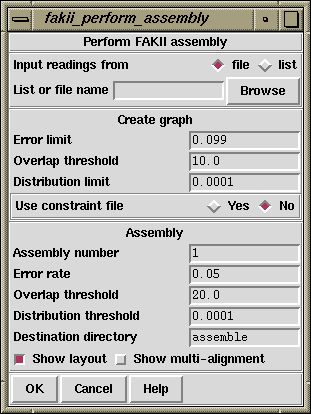 fakii_perform_assembly
Perform FAKII assembly
Input readings from file list
List or file name Browse
Create graph
Error limit 0.099
Overlap threshold 10.0
Distribution limit 0.0001
Use constraint file Yes No
Assembly
Assembly number 1
Error rate 0.05
Overlap threshold 20.0
Distribution threshold 0.0001
Destination directory assemble
Show layout Show multi-alignment
OK Cancel Help